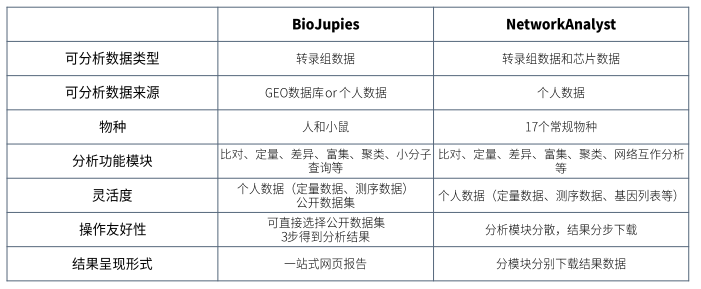 BioJupies NetworkAnalyst
可分析数据类型 转录组数据 转录组数据和芯片数据
可分析数据来源 GEO数据库or个人数据 个人数据
物种 人和小鼠 17个常规物种
分析功能模块 比对、定量、差异、富集、聚类、小分子查询等 比对、定量、差异、富集、聚类、网络互作分析等
灵活度 个人数据（定量数据、测序数据）公开数据集 个人数据（定量数据、测序数据、基因列表等）
操作友好性 可直接选择公开数据集 3步得到分析结果 分析模块分散，结果分步下载
结果呈现形式 一站式网页报告 分模块分别下载结果数据